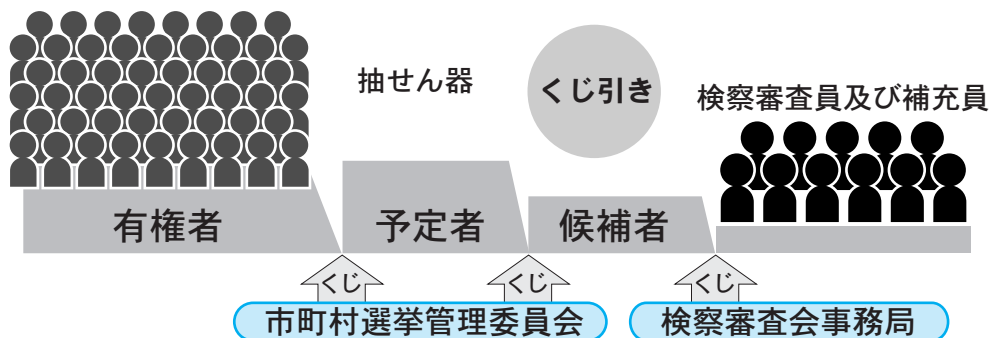 抽せん器
くじ引き
検察審査員及び補充員
有権者
予定者
候補者
くじ
くじ
くじ
市町村選挙管理委員会
検察審査会事務局